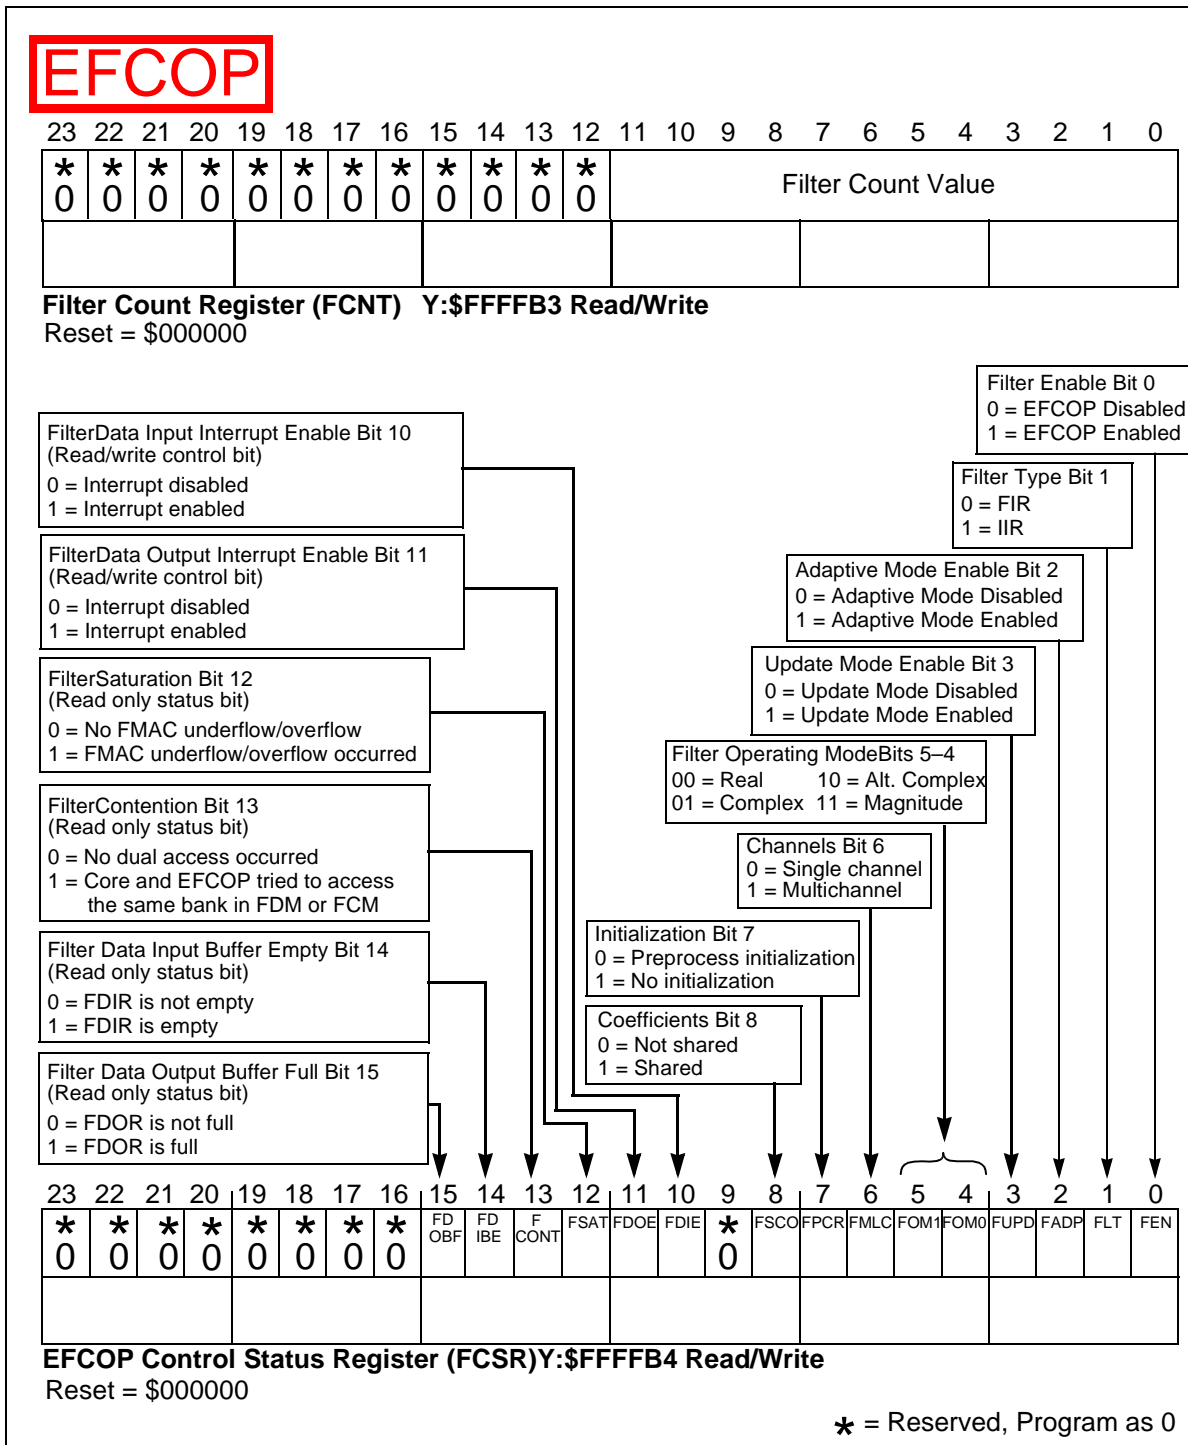 EFCOP
23 22 21 20 19 18 17 16 15 14 13 12 11 10 9 8 7 6 5 4 3 2 1 0
* * * * * * * * * * * *
0 0 0 0 0 0 0 0 0 0 0 0 Filter Count Value
Filter Count Register (FCNT) Y:$FFFFB3 Read/Write
Reset = $000000
Filter Enable Bit 0
0 = EFCOP Disabled
1 = EFCOP Enabled
FilterData Input Interrupt Enable Bit 10
(Read/write control bit)
0 = Interrupt disabled
1 = Interrupt enabled
Filter Type Bit 1
0 = FIR
1 = IIR
FilterData Output Interrupt Enable Bit 11
(Read/write control bit)
0 = Interrupt disabled
1 = Interrupt enabled
Adaptive Mode Enable Bit 2
0 = Adaptive Mode Disabled
1 = Adaptive Mode Enabled
FilterSaturation Bit 12
(Read only status bit)
0 = No FMAC underflow/overflow
1 = FMAC underflow/overflow occurred
Update Mode Enable Bit 3
0 = Update Mode Disabled
1 = Update Mode Enabled
Filter Operating ModeBits 5–4
00 = Real 10 = Alt. Complex
01 = Complex 11 = Magnitude
FilterContention Bit 13
(Read only status bit)
0 = No dual access occurred
1 = Core and EFCOP tried to access
the same bank in FDM or FCM
Channels Bit 6
0 = Single channel
1 = Multichannel
Filter Data Input Buffer Empty Bit 14
(Read only status bit)
0 = FDIR is not empty
1 = FDIR is empty
Initialization Bit 7
0 = Preprocess initialization
1 = No initialization
Coefficients Bit 8
0 = Not shared
1 = Shared
Filter Data Output Buffer Full Bit 15
(Read only status bit)
0 = FDOR is not full
1 = FDOR is full
23 22 21 20 19 18 17 16 15 14 13 12 11 10 9 8 7 6 5 4 3 2 1 0
* * * * * * * * FD OBF FD IBE F CONT FSAT FDOE FDIE * FSCO FPCR FMLC FOM1 FOM0 FUPD FADP FLT FEN
0 0 0 0 0 0 0 0 0
EFCOP Control Status Register (FCSR)Y:$FFFFB4 Read/Write
Reset = $000000
* = Reserved, Program as 0